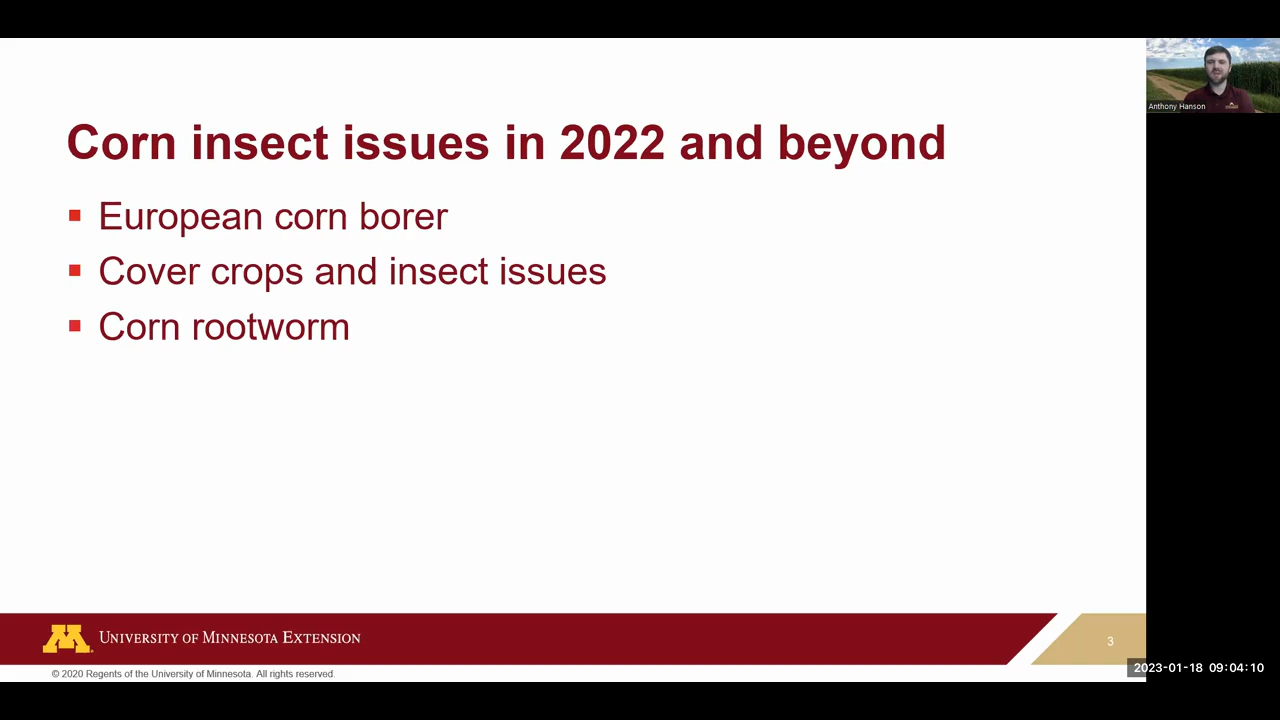 Corn insect issues in 2022 and beyond
European corn borer
Cover crops and insect issues
Corn rootworm
Anthony Hanson
UNIVERSITY OF MINNESOTA EXTENSION
3
© 2020 Regents of the University of Minnesota. All rights reserved.
2023-01-18 09:04:10